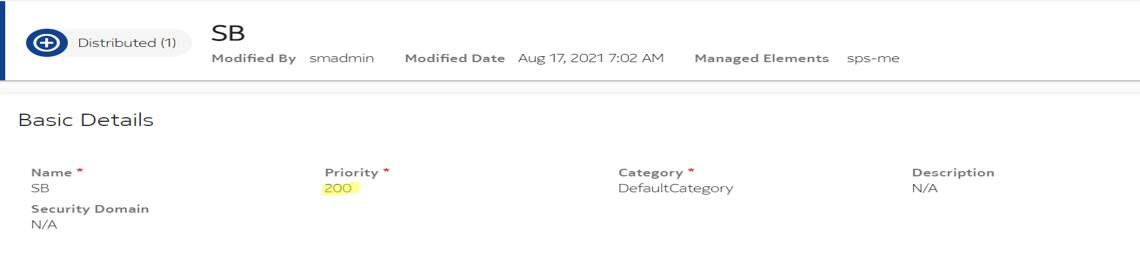 Distributed (1)
SB
Modified By smadmin Modified Date Aug 17, 2021 7:02 AM Managed Elements sps-me
Basic Details
Name * Priority * Category * Description
SB 200 DefaultCategory N/A
Security Domain
N/A